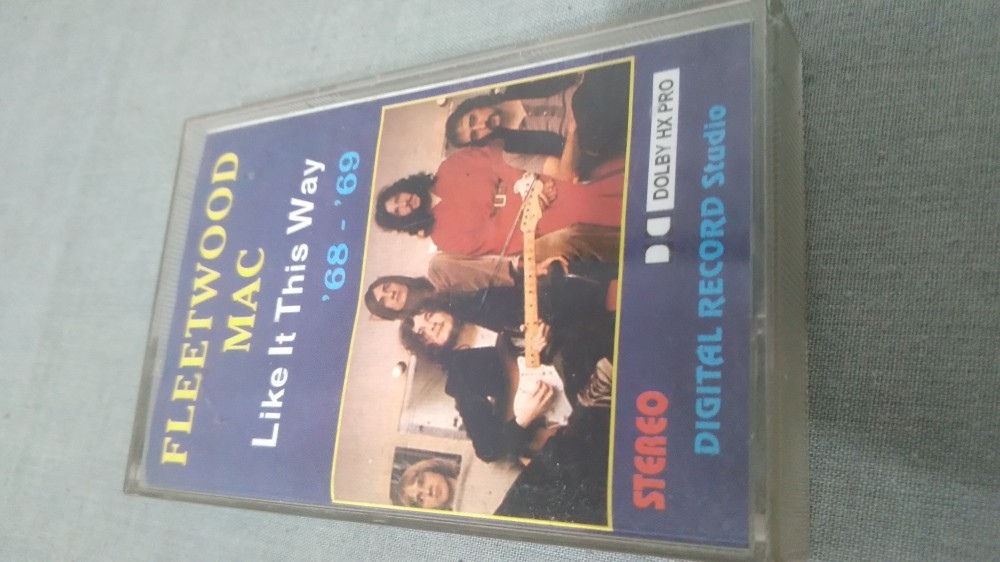 FLEETWOOD
MAC
Like It This Way
'68 - '69
STEREO
DOLBY HX PRO
DIGITAL RECORD Studio